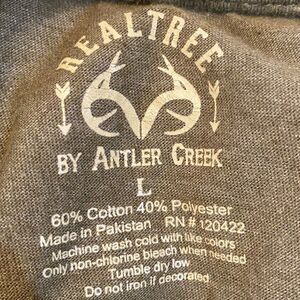 REALTREE
BY ANTLER CREEK
L
60% Cotton 40% Polyester
Made in Pakistan RN # 120422
Machine wash cold with like colors
Only non-chlorine bleach when needed
Tumble dry low
Do not iron if decorated